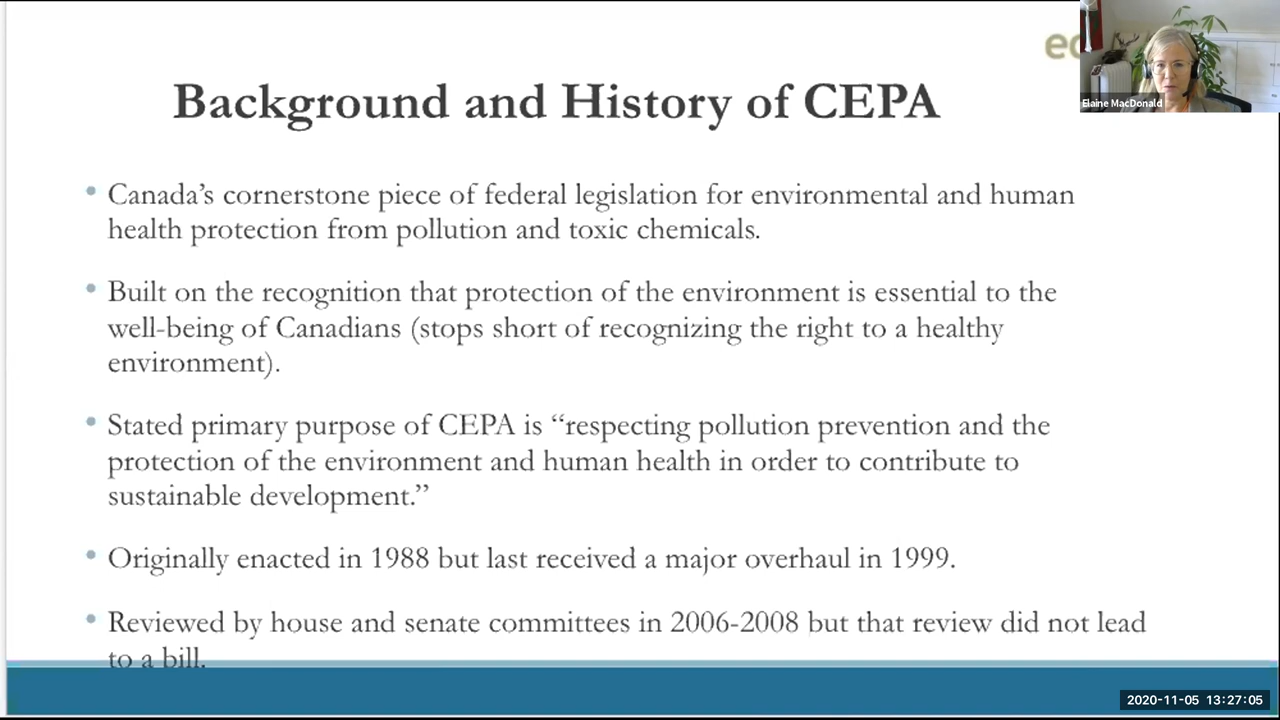 Background and History of CEPA
Elaine MacDonald
• Canada’s cornerstone piece of federal legislation for environmental and human
health protection from pollution and toxic chemicals.
• Built on the recognition that protection of the environment is essential to the
well-being of Canadians (stops short of recognizing the right to a healthy
environment).
• Stated primary purpose of CEPA is “respecting pollution prevention and the
protection of the environment and human health in order to contribute to
sustainable development.”
• Originally enacted in 1988 but last received a major overhaul in 1999.
• Reviewed by house and senate committees in 2006-2008 but that review did not lead
to a bill.
2020-11-05 13:27:05